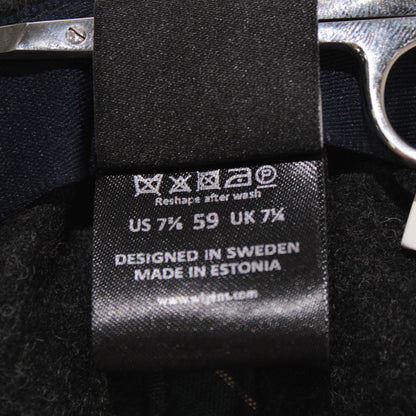 Reshape after wash
US 7⅜ 59 UK 7¼
DESIGNED IN SWEDEN
MADE IN ESTONIA